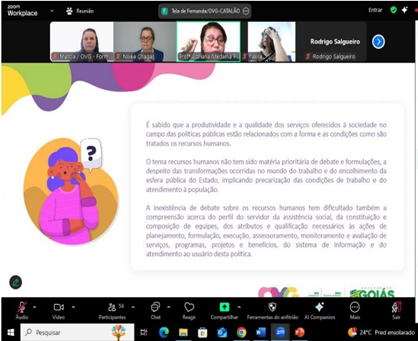 zoom
Workplace
Reunião
Tela de Fernanda/OVG-CATALÃO
Entrar
Marcia / OVG - Form
Nilvea Chagas
Rodrigo Salgueiro
Rodrigo Salgueiro
É sabido que a produtividade e a qualidade dos serviços oferecidos à sociedade no
campo das políticas públicas estão relacionados com a forma e as condições como são
tratados os recursos humanos.
O tema recursos humanos não tem sido matéria prioritária de debate e formulações, a
despeito das transformações ocorridas no mundo do trabalho e do encolhimento da
esfera pública do Estado, implicando precarização das condições de trabalho e do
atendimento à população.
A inexistência de debate sobre os recursos humanos tem dificultado também a
compreensão acerca do perfil do servidor da assistência social, da constituição e
composição de equipes, dos atributos e qualificação necessários às ações de
planejamento, formulação, execução, assessoramento, monitoramento e avaliação de
serviços, programas, projetos e benefícios, do sistema de informação e do
atendimento ao usuário desta política.
?
GOIÁS
Áudio
Vídeo
56
Participantes
Chat
Reagir
Compartilhar
Ferramentas do anfitrião
AI Companion
Mais
Sair
Pesquisar
24°C Pred ensolarado